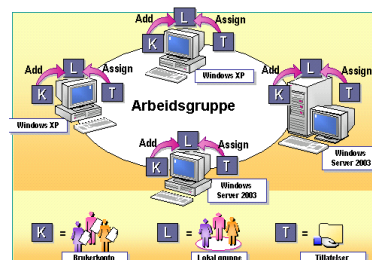 Add L Assign
K T
Windows XP
Add L Assign
K T
Windows XP
Arbeidsgruppe
Add L Assign
K T
Windows Server 2003
Add L Assign
K T
Windows Server 2003
K = Brukerkonto
L = Lokal gruppe
T = Tillatelser